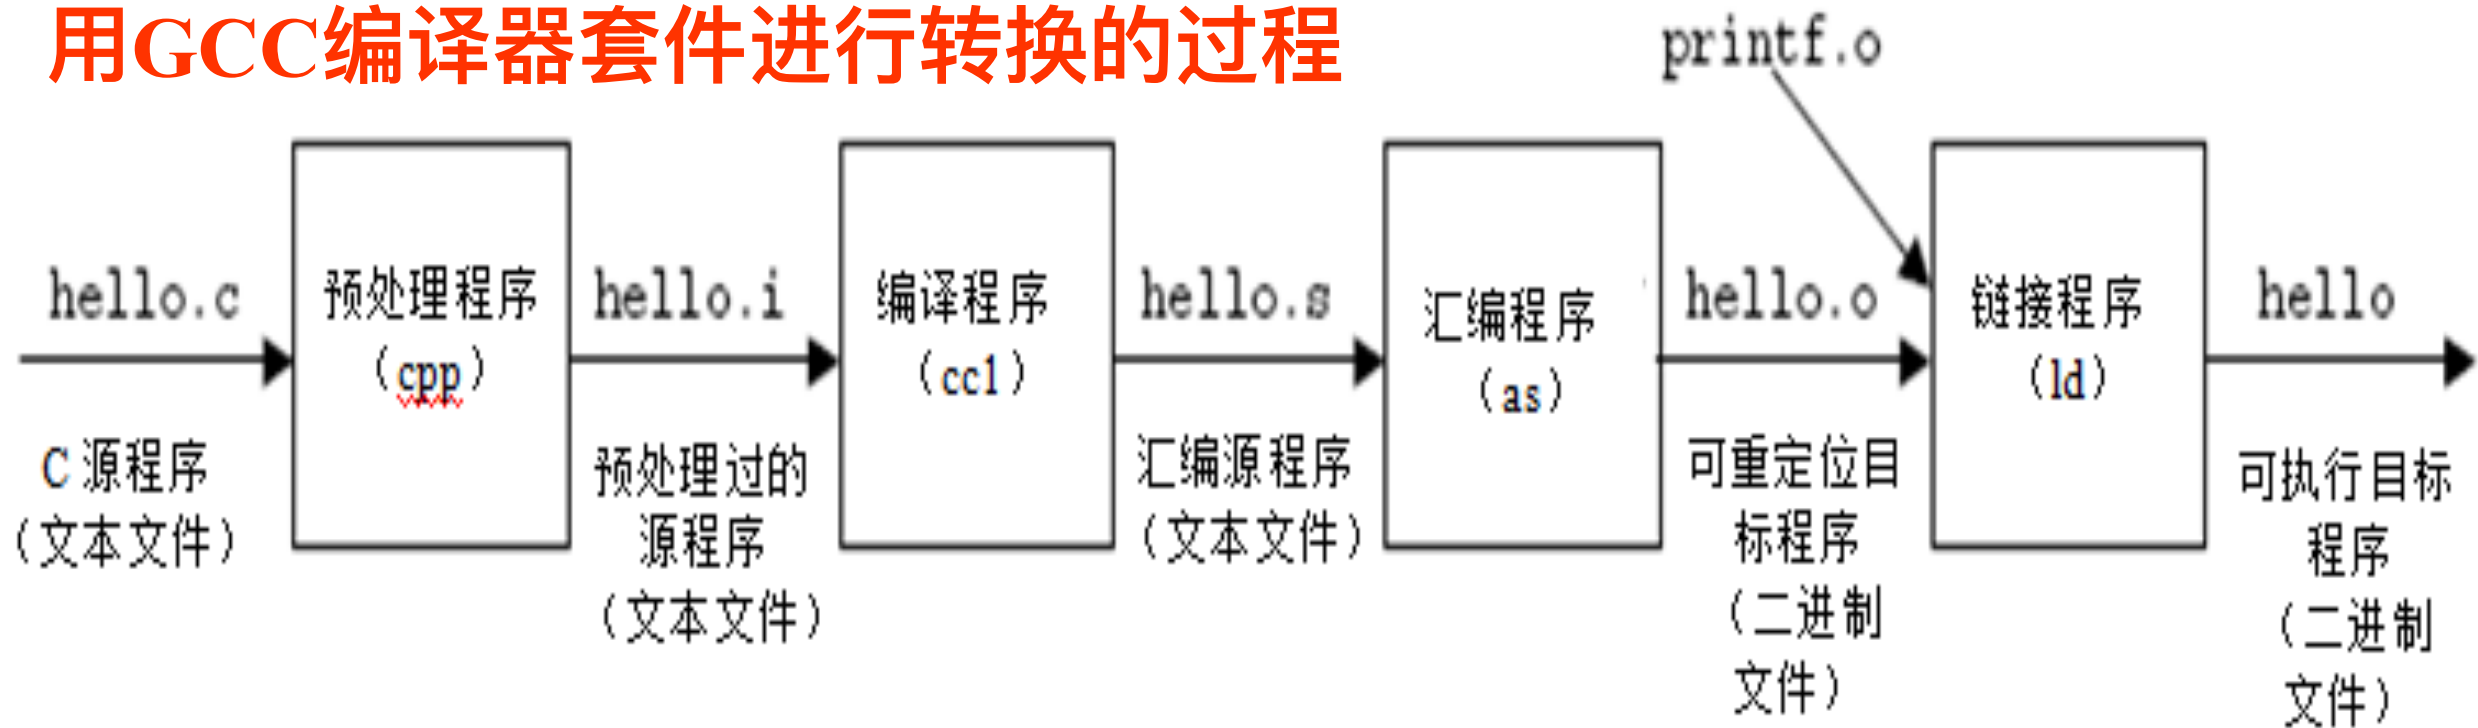 用GCC编译器套件进行转换的过程
printf.o
hello.c
预处理程序
（cpp）
hello.i
编译程序
（cc1）
hello.s
汇编程序
（as）
hello.o
链接程序
（ld）
hello
C 源程序
（文本文件）
预处理过的
源程序
（文本文件）
汇编源程序
（文本文件）
可重定位目
标程序
（二进制
文件）
可执行目标
程序
（二进制
文件）